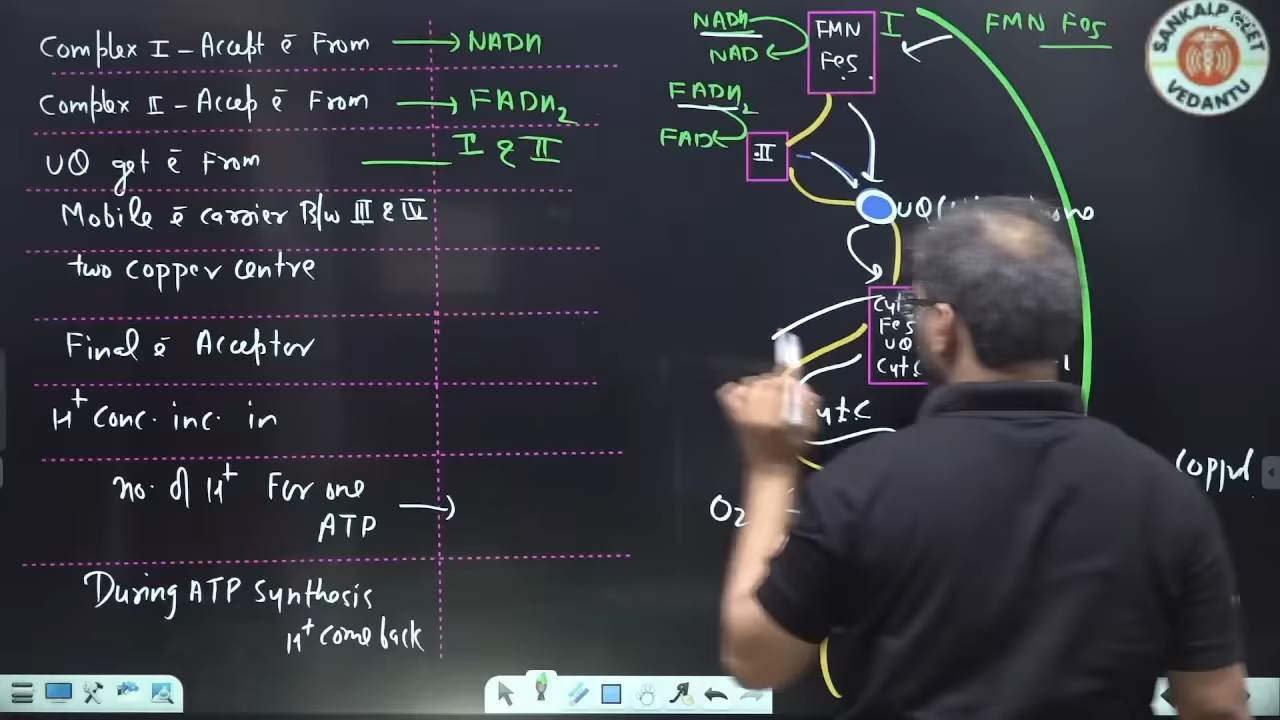 Complex I - Accept ē From → NADH
Complex II - Accep ē From → FADH2
UQ get ē From I & II
Mobile ē carrier B/w III & IV
two copper centre
Final ē Acceptor
H+ Conc. inc. in
no. of H+ For one
ATP →
During ATP Synthesis
H+ come back
NADH
NAD
FMN
FeS
I
FMN FeS
FADH2
FAD
II
UQ
Cyt
FeS
UQ
Cyt
yt.C
O2
SANKALP NEET
VEDANTU